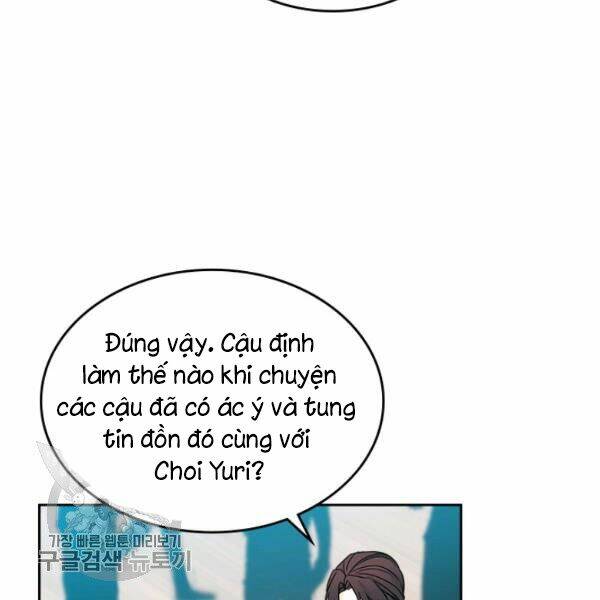 Đúng vậy. Cậu định
làm thế nào khi chuyện
các cậu đã có ác ý và tung
tin đồn đó cùng với
Choi Yuri?
가장 빠른 웹툰 미리보기
구글검색 뉴토끼